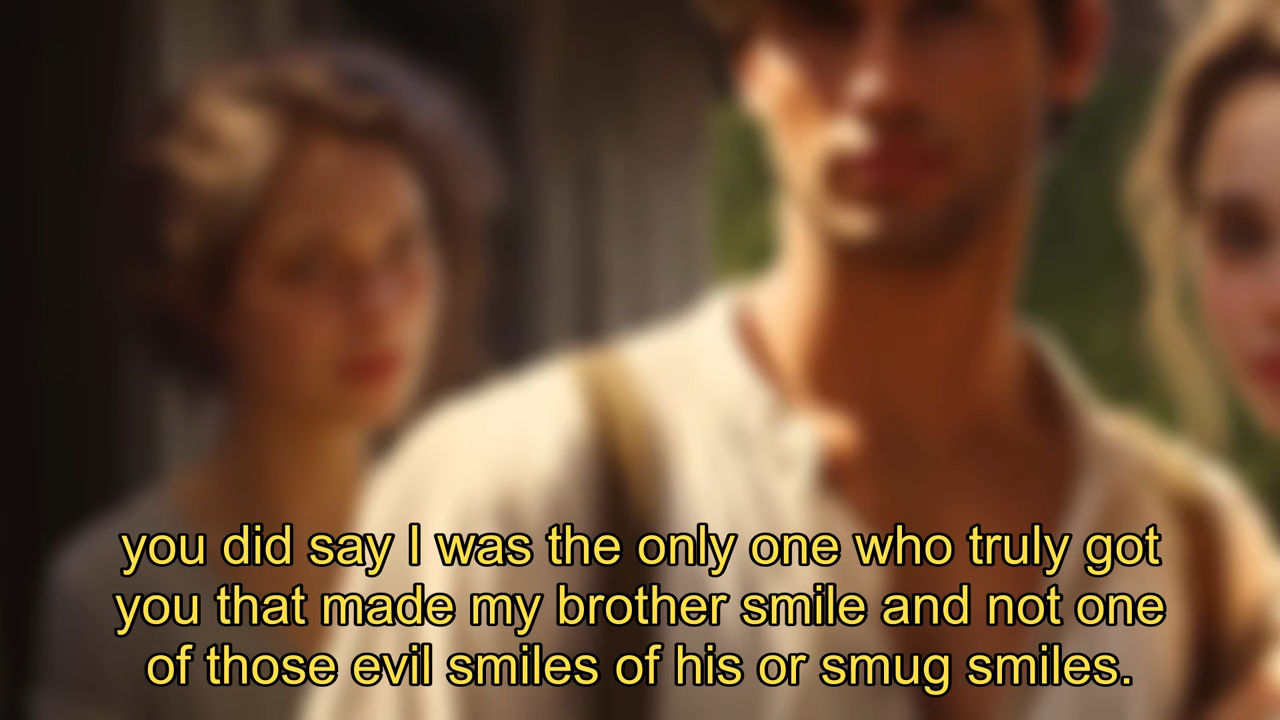 you did say I was the only one who truly got
you that made my brother smile and not one
of those evil smiles of his or smug smiles.